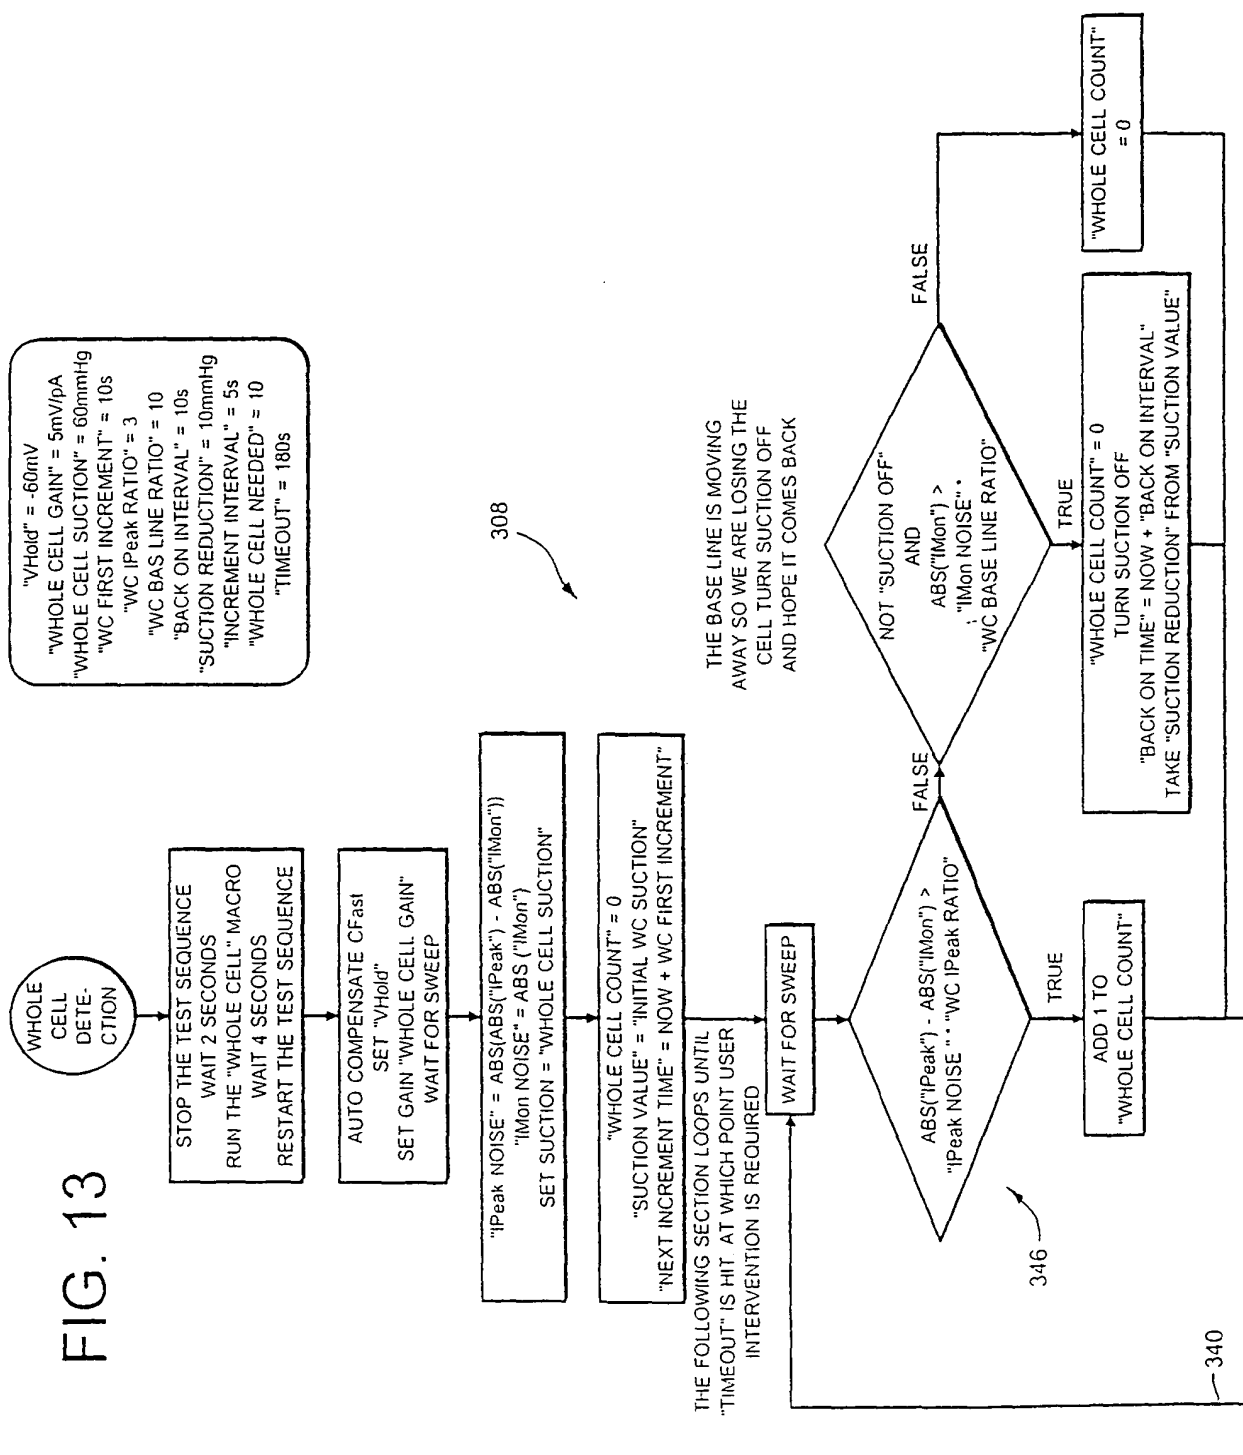 FIG. 13
WHOLE
CELL
DETE-
CTION
"VHold" = -60mV
"WHOLE CELL GAIN" = 5mV/pA
"WHOLE CELL SUCTION" = 60mmHg
"WC FIRST INCREMENT" = 10s
"WC IPeak RATIO" = 3
"WC BAS LINE RATIO" = 10
"BACK ON INTERVAL" = 10s
"SUCTION REDUCTION" = 10mmHg
"INCREMENT INTERVAL" = 5s
"WHOLE CELL NEEDED" = 10
"TIMEOUT" = 180s
STOP THE TEST SEQUENCE
WAIT 2 SECONDS
RUN THE "WHOLE CELL" MACRO
WAIT 4 SECONDS
RESTART THE TEST SEQUENCE
AUTO COMPENSATE CFast
SET "VHold"
SET GAIN "WHOLE CELL GAIN"
WAIT FOR SWEEP
"IPeak NOISE" = ABS(ABS("IPeak") - ABS("IMon"))
"IMon NOISE" = ABS ("IMon")
SET SUCTION = "WHOLE CELL SUCTION"
308
"WHOLE CELL COUNT" = 0
"SUCTION VALUE" = "INITIAL WC SUCTION"
"NEXT INCREMENT TIME" = NOW + WC FIRST INCREMENT"
THE FOLLOWING SECTION LOOPS UNTIL
"TIMEOUT" IS HIT. AT WHICH POINT USER
INTERVENTION IS REQUIRED
WAIT FOR SWEEP
THE BASE LINE IS MOVING
AWAY SO WE ARE LOSING THE
CELL TURN SUCTION OFF
AND HOPE IT COMES BACK
ABS("IPeak") - ABS("IMon") >
"IPeak NOISE" • "WC IPeak RATIO"
346
FALSE
NOT "SUCTION OFF"
AND
ABS("IMon") >
"IMon NOISE" •
"WC BASE LINE RATIO"
FALSE
TRUE
TRUE
ADD 1 TO
"WHOLE CELL COUNT"
"WHOLE CELL COUNT" = 0
TURN SUCTION OFF
"BACK ON TIME" = NOW + "BACK ON INTERVAL"
TAKE "SUCTION REDUCTION" FROM "SUCTION VALUE"
"WHOLE CELL COUNT"
= 0
340